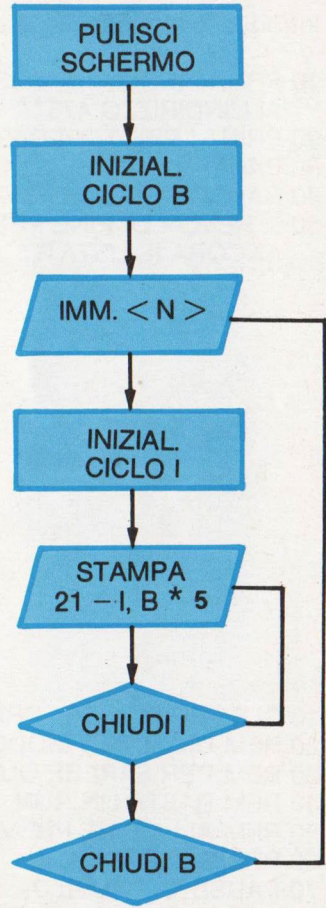 PULISCI
SCHERMO
INIZIAL.
CICLO B
IMM. < N >
INIZIAL.
CICLO I
STAMPA
21 – I, B * 5
CHIUDI I
CHIUDI B